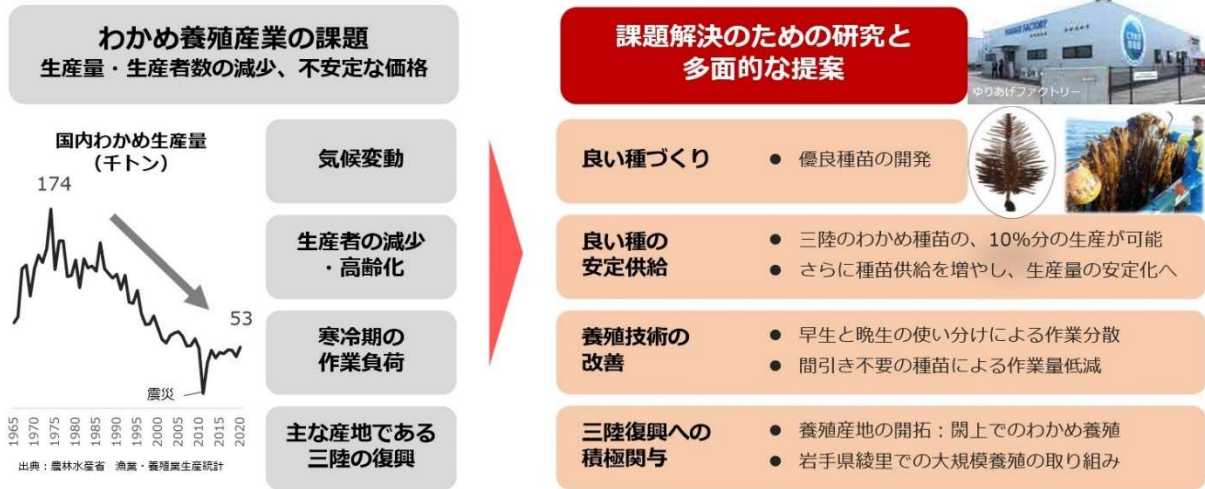 わかめ養殖産業の課題
生産量・生産者数の減少、不安定な価格
国内わかめ生産量
（千トン）
174
53
震災
1965
1970
1975
1980
1985
1990
1995
2000
2005
2010
2015
2020
出典：農林水産省 漁業・養殖業生産統計
気候変動
生産者の減少
・高齢化
寒冷期の
作業負荷
主な産地である
三陸の復興
課題解決のための研究と
多面的な提案
ゆりあげファクトリー
良い種づくり
● 優良種苗の開発
良い種の
安定供給
● 三陸のわかめ種苗の、10%分の生産が可能
● さらに種苗供給を増やし、生産量の安定化へ
養殖技術の
改善
● 早生と晩生の使い分けによる作業分散
● 間引き不要の種苗による作業量低減
三陸復興への
積極関与
● 養殖産地の開拓：閖上でのわかめ養殖
● 岩手県綾里での大規模養殖の取り組み